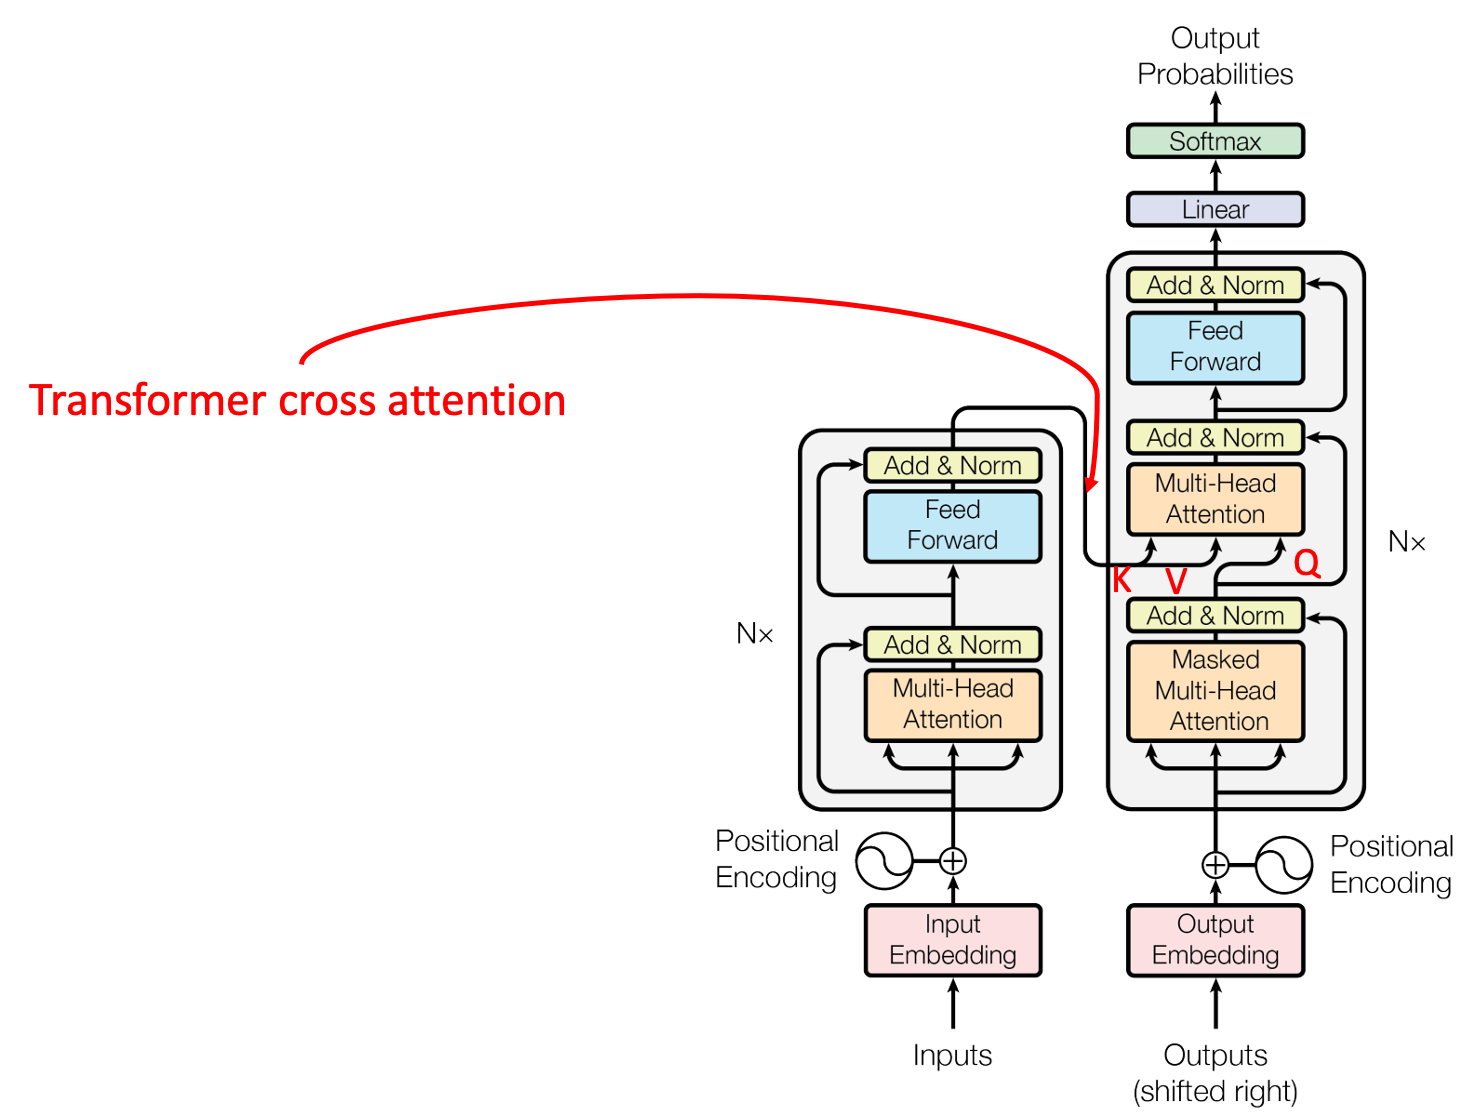 Output
Probabilities
Softmax
Linear
Add & Norm
Feed
Forward
Add & Norm
Multi-Head
Attention
K
V
Q
N×
Add & Norm
Masked
Multi-Head
Attention
Positional
Encoding
Output
Embedding
Outputs
(shifted right)
Transformer cross attention
Add & Norm
Feed
Forward
N×
Add & Norm
Multi-Head
Attention
Positional
Encoding
Input
Embedding
Inputs